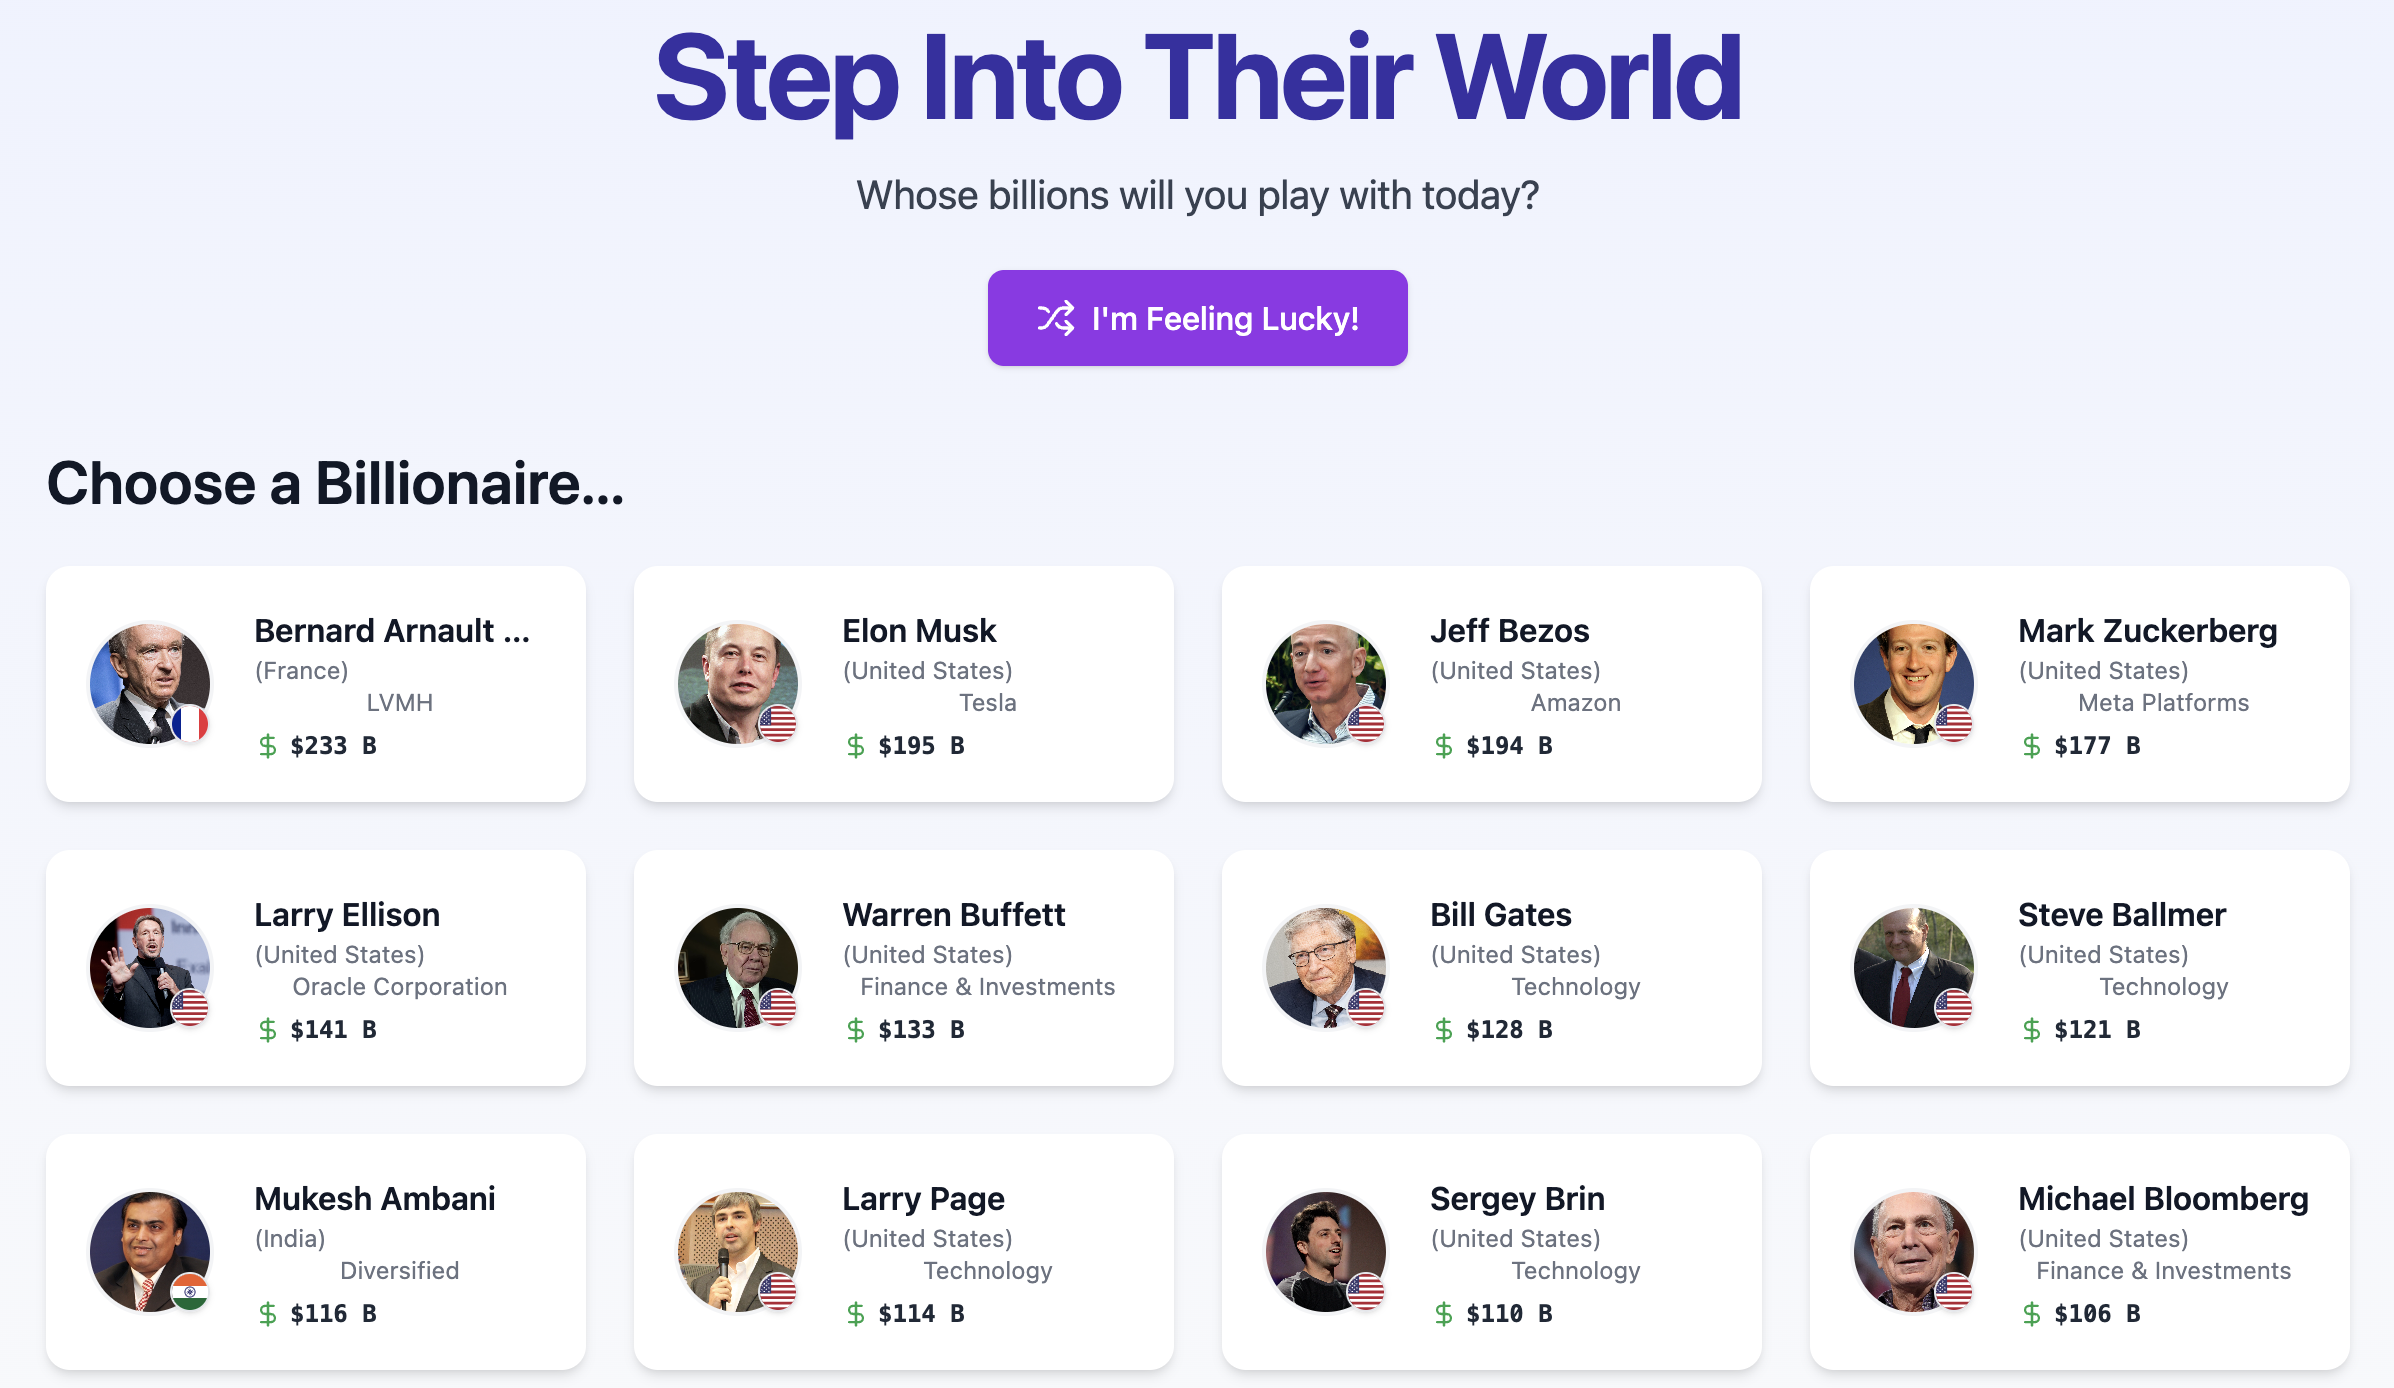 Step Into Their World
Whose billions will you play with today?
I'm Feeling Lucky!
Choose a Billionaire...
Bernard Arnault ...
(France)
LVMH
$ $233 B
Elon Musk
(United States)
Tesla
$ $195 B
Jeff Bezos
(United States)
Amazon
$ $194 B
Mark Zuckerberg
(United States)
Meta Platforms
$ $177 B
Larry Ellison
(United States)
Oracle Corporation
$ $141 B
Warren Buffett
(United States)
Finance & Investments
$ $133 B
Bill Gates
(United States)
Technology
$ $128 B
Steve Ballmer
(United States)
Technology
$ $121 B
Mukesh Ambani
(India)
Diversified
$ $116 B
Larry Page
(United States)
Technology
$ $114 B
Sergey Brin
(United States)
Technology
$ $110 B
Michael Bloomberg
(United States)
Finance & Investments
$ $106 B